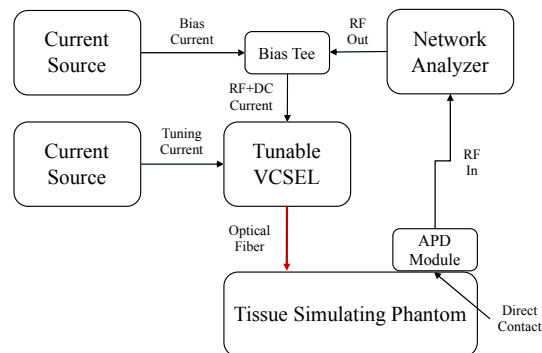 Current
Source
Bias
Current
Bias Tee
RF
Out
Network
Analyzer
RF+DC
Current
Current
Source
Tuning
Current
Tunable
VCSEL
RF
In
Optical
Fiber
APD
Module
Tissue Simulating Phantom
Direct
Contact